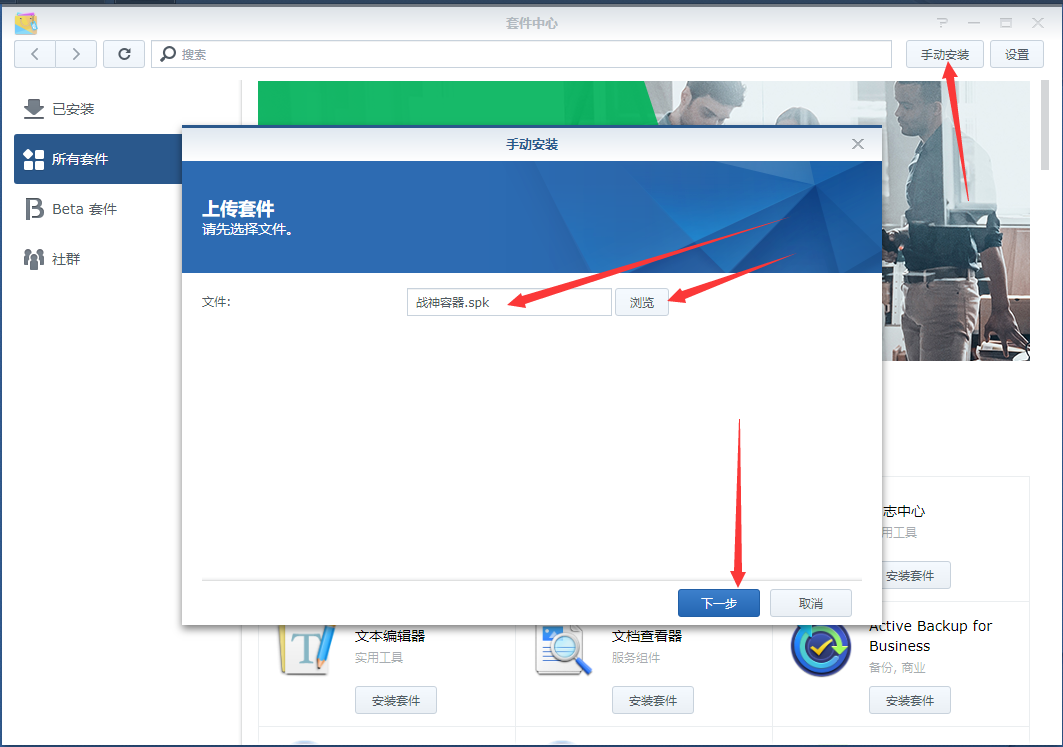 套件中心
搜索
手动安装
设置
已安装
所有套件
Beta 套件
社群
手动安装
上传套件
请先选择文件。
文件:
战神容器.spk
浏览
下一步
取消
志中心
用工具
安装套件
文本编辑器
实用工具
安装套件
文档查看器
服务组件
安装套件
Active Backup for
Business
备份, 商业
安装套件